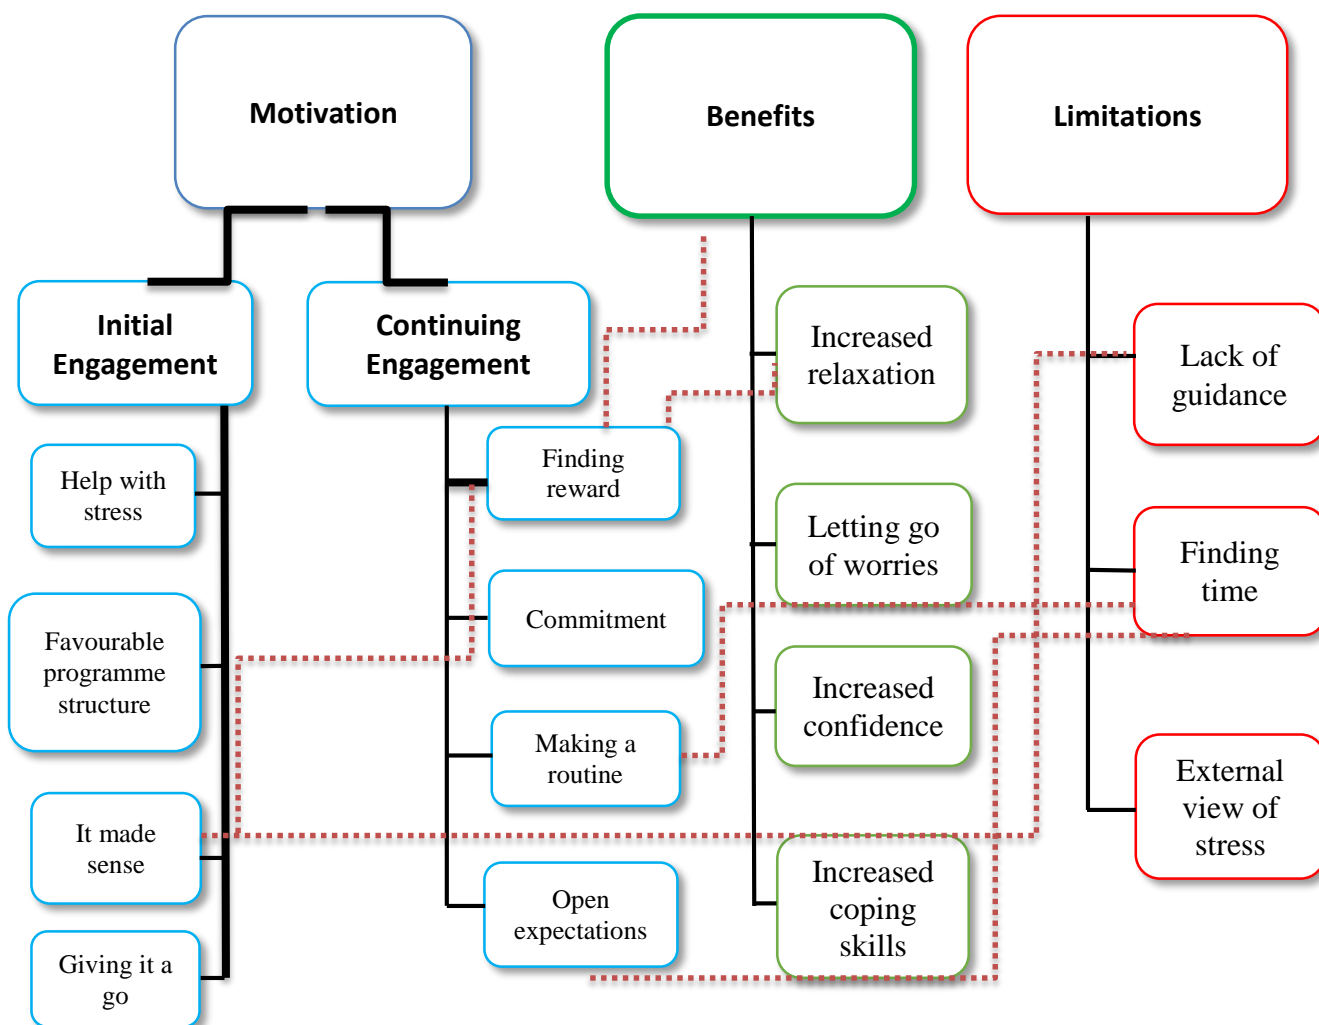 Motivation
Benefits
Limitations
Initial
Engagement
Continuing
Engagement
Help with
stress
Favourable
programme
structure
It made
sense
Giving it a
go
Finding
reward
Commitment
Making a
routine
Open
expectations
Increased
relaxation
Letting go
of worries
Increased
confidence
Increased
coping
skills
Lack of
guidance
Finding
time
External
view of
stress